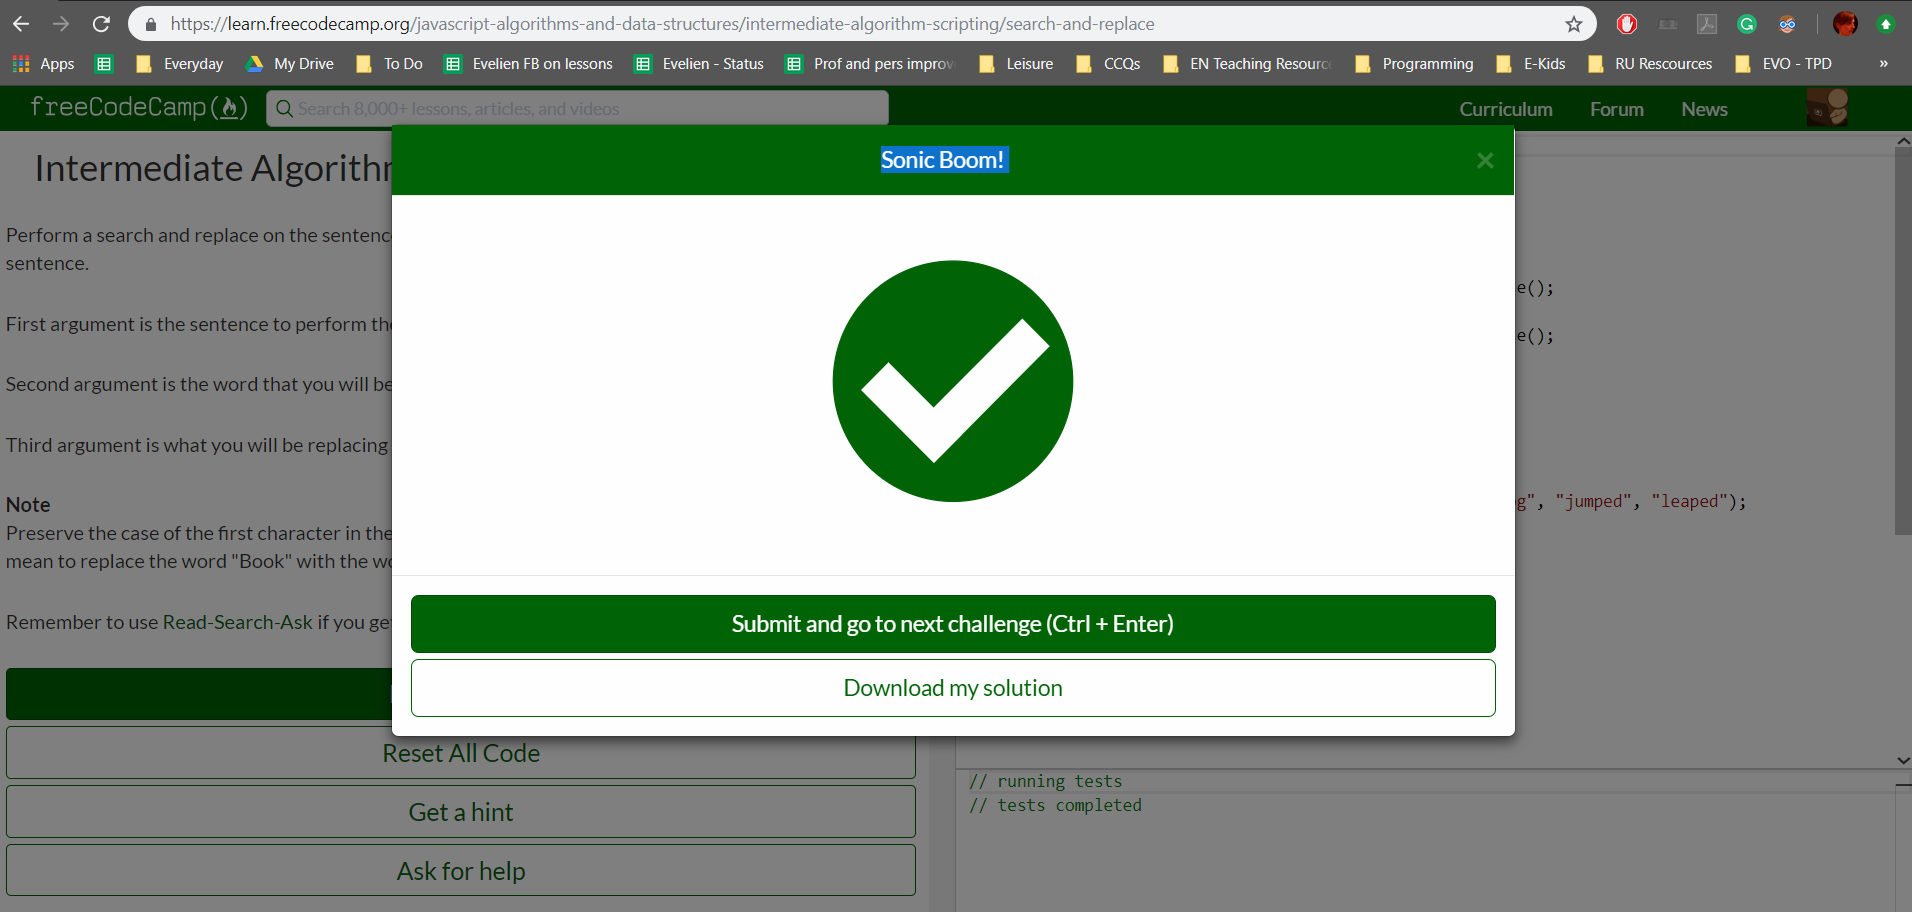 https://learn.freecodecamp.org/javascript-algorithms-and-data-structures/intermediate-algorithm-scripting/search-and-replace
Apps Everyday My Drive To Do Evelien FB on lessons Evelien - Status Prof and pers improv Leisure CCQs EN Teaching Resourc Programming E-Kids RU Rescources EVO - TPD »
freeCodeCamp Search 8,000+ lessons, articles, and videos Curriculum Forum News
Sonic Boom! ×
Intermediate Algorith
Perform a search and replace on the sentenc
sentence.
e();
First argument is the sentence to perform the
e();
Second argument is the word that you will be
Third argument is what you will be replacing
g", "jumped", "leaped");
Note
Preserve the case of the first character in the
mean to replace the word "Book" with the wo
Remember to use Read-Search-Ask if you ge
Submit and go to next challenge (Ctrl + Enter)
Download my solution
Reset All Code
Get a hint
Ask for help
// running tests
// tests completed